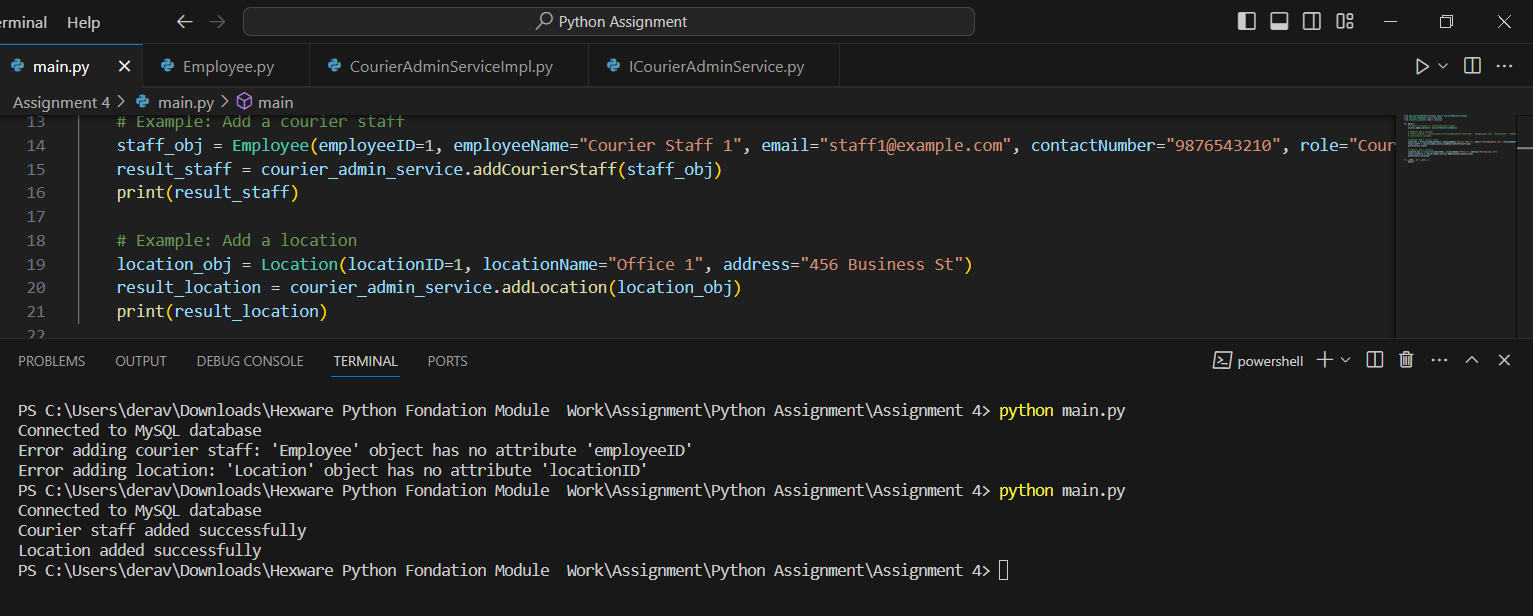 erminal Help Python Assignment
main.py Employee.py CourierAdminServiceImpl.py ICourierAdminService.py
Assignment 4 > main.py > main
13 # Example: Add a courier staff
14 staff_obj = Employee(employeeID=1, employeeName="Courier Staff 1", email="staff1@example.com", contactNumber="9876543210", role="Cour
15 result_staff = courier_admin_service.addCourierStaff(staff_obj)
16 print(result_staff)
17
18 # Example: Add a location
19 location_obj = Location(locationID=1, locationName="Office 1", address="456 Business St")
20 result_location = courier_admin_service.addLocation(location_obj)
21 print(result_location)
22
PROBLEMS OUTPUT DEBUG CONSOLE TERMINAL PORTS powershell
PS C:\Users\derav\Downloads\Hexware Python Fondation Module  Work\Assignment\Python Assignment\Assignment 4> python main.py
Connected to MySQL database
Error adding courier staff: 'Employee' object has no attribute 'employeeID'
Error adding location: 'Location' object has no attribute 'locationID'
PS C:\Users\derav\Downloads\Hexware Python Fondation Module  Work\Assignment\Python Assignment\Assignment 4> python main.py
Connected to MySQL database
Courier staff added successfully
Location added successfully
PS C:\Users\derav\Downloads\Hexware Python Fondation Module  Work\Assignment\Python Assignment\Assignment 4>